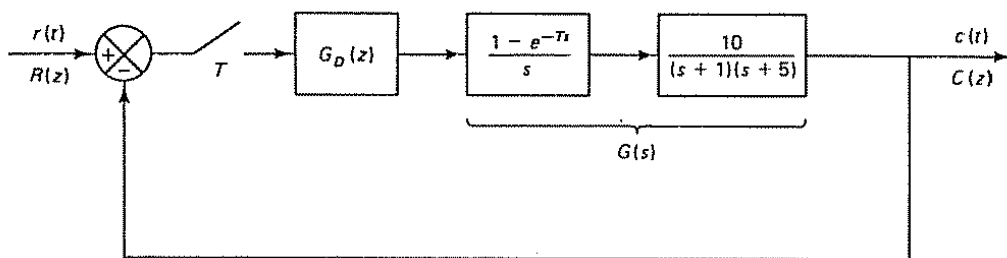 r(t)
R(z)
+
−
T
G_D(z)
1 − e^{−Ts}
s
10
(s + 1)(s + 5)
G(s)
c(t)
C(z)